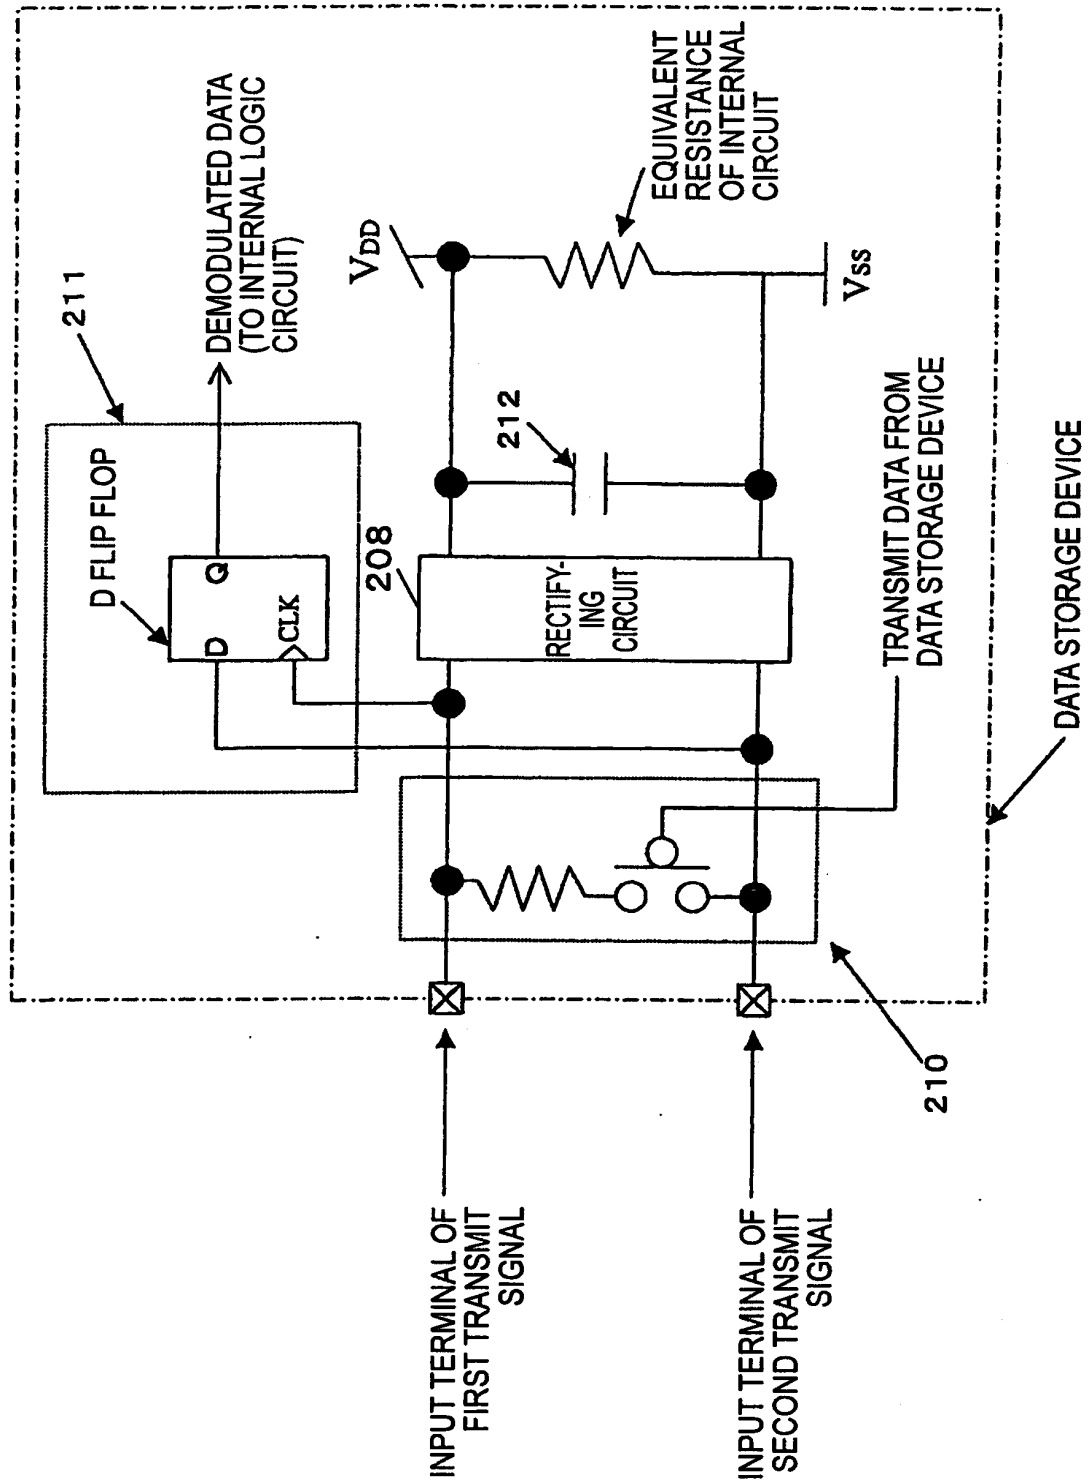 211
D FLIP FLOP
D
Q
CLK
DEMODULATED DATA
(TO INTERNAL LOGIC
CIRCUIT)
208
RECTIFY-
ING
CIRCUIT
212
VDD
VSS
EQUIVALENT
RESISTANCE
OF INTERNAL
CIRCUIT
INPUT TERMINAL OF
FIRST TRANSMIT
SIGNAL
INPUT TERMINAL OF
SECOND TRANSMIT
SIGNAL
210
TRANSMIT DATA FROM
DATA STORAGE DEVICE
DATA STORAGE DEVICE